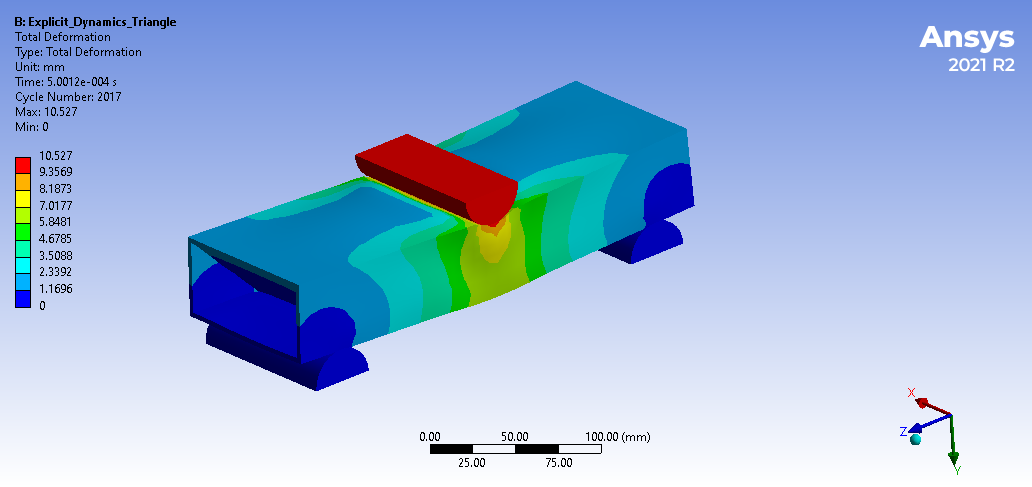 B: Explicit_Dynamics_Triangle
Total Deformation
Type: Total Deformation
Unit: mm
Time: 5.0012e-004 s
Cycle Number: 2017
Max: 10.527
Min: 0
Ansys
2021 R2
10.527
9.3569
8.1873
7.0177
5.8481
4.6785
3.5088
2.3392
1.1696
0
0.00 50.00 100.00 (mm)
25.00 75.00
X
Z
Y